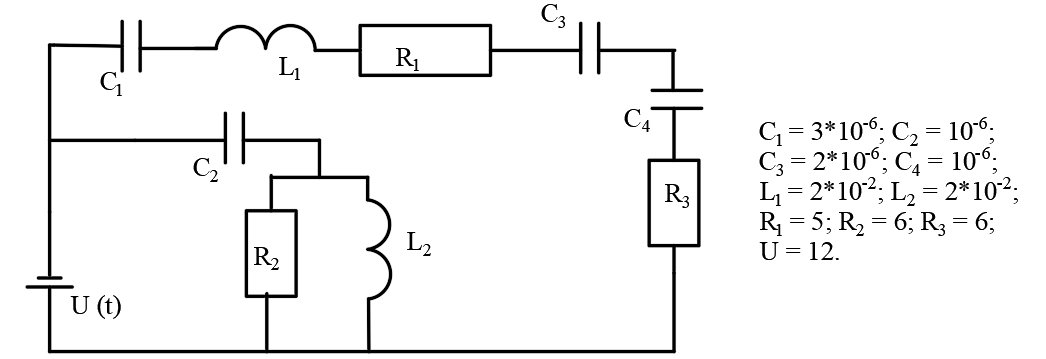 C₃
C₁
L₁
R₁
C₄
C₂
R₃
R₂
L₂
U (t)
C₁ = 3*10⁻⁶; C₂ = 10⁻⁶;
C₃ = 2*10⁻⁶; C₄ = 10⁻⁶;
L₁ = 2*10⁻²; L₂ = 2*10⁻²;
R₁ = 5; R₂ = 6; R₃ = 6;
U = 12.